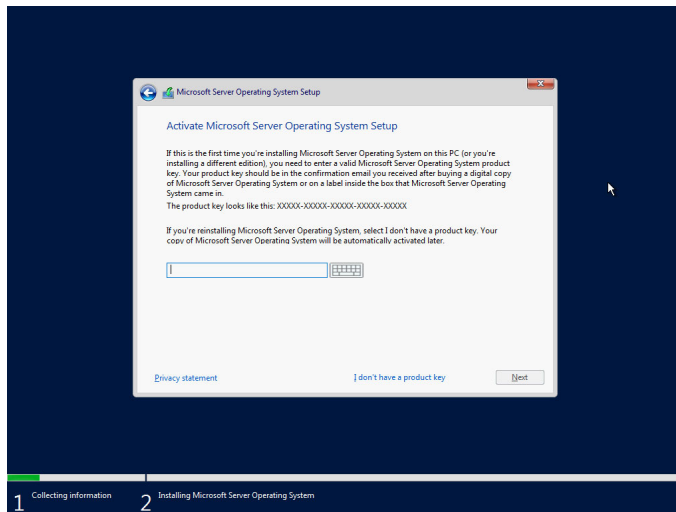 Microsoft Server Operating System Setup
Activate Microsoft Server Operating System Setup
If this is the first time you're installing Microsoft Server Operating System on this PC (or you're
installing a different edition), you need to enter a valid Microsoft Server Operating System product
key. Your product key should be in the confirmation email you received after buying a digital copy
of Microsoft Server Operating System or on a label inside the box that Microsoft Server Operating
System came in.
The product key looks like this: XXXXX-XXXXX-XXXXX-XXXXX-XXXXX
If you're reinstalling Microsoft Server Operating System, select I don't have a product key. Your
copy of Microsoft Server Operating System will be automatically activated later.
Privacy statement
I don't have a product key
Next
1 Collecting information
2 Installing Microsoft Server Operating System